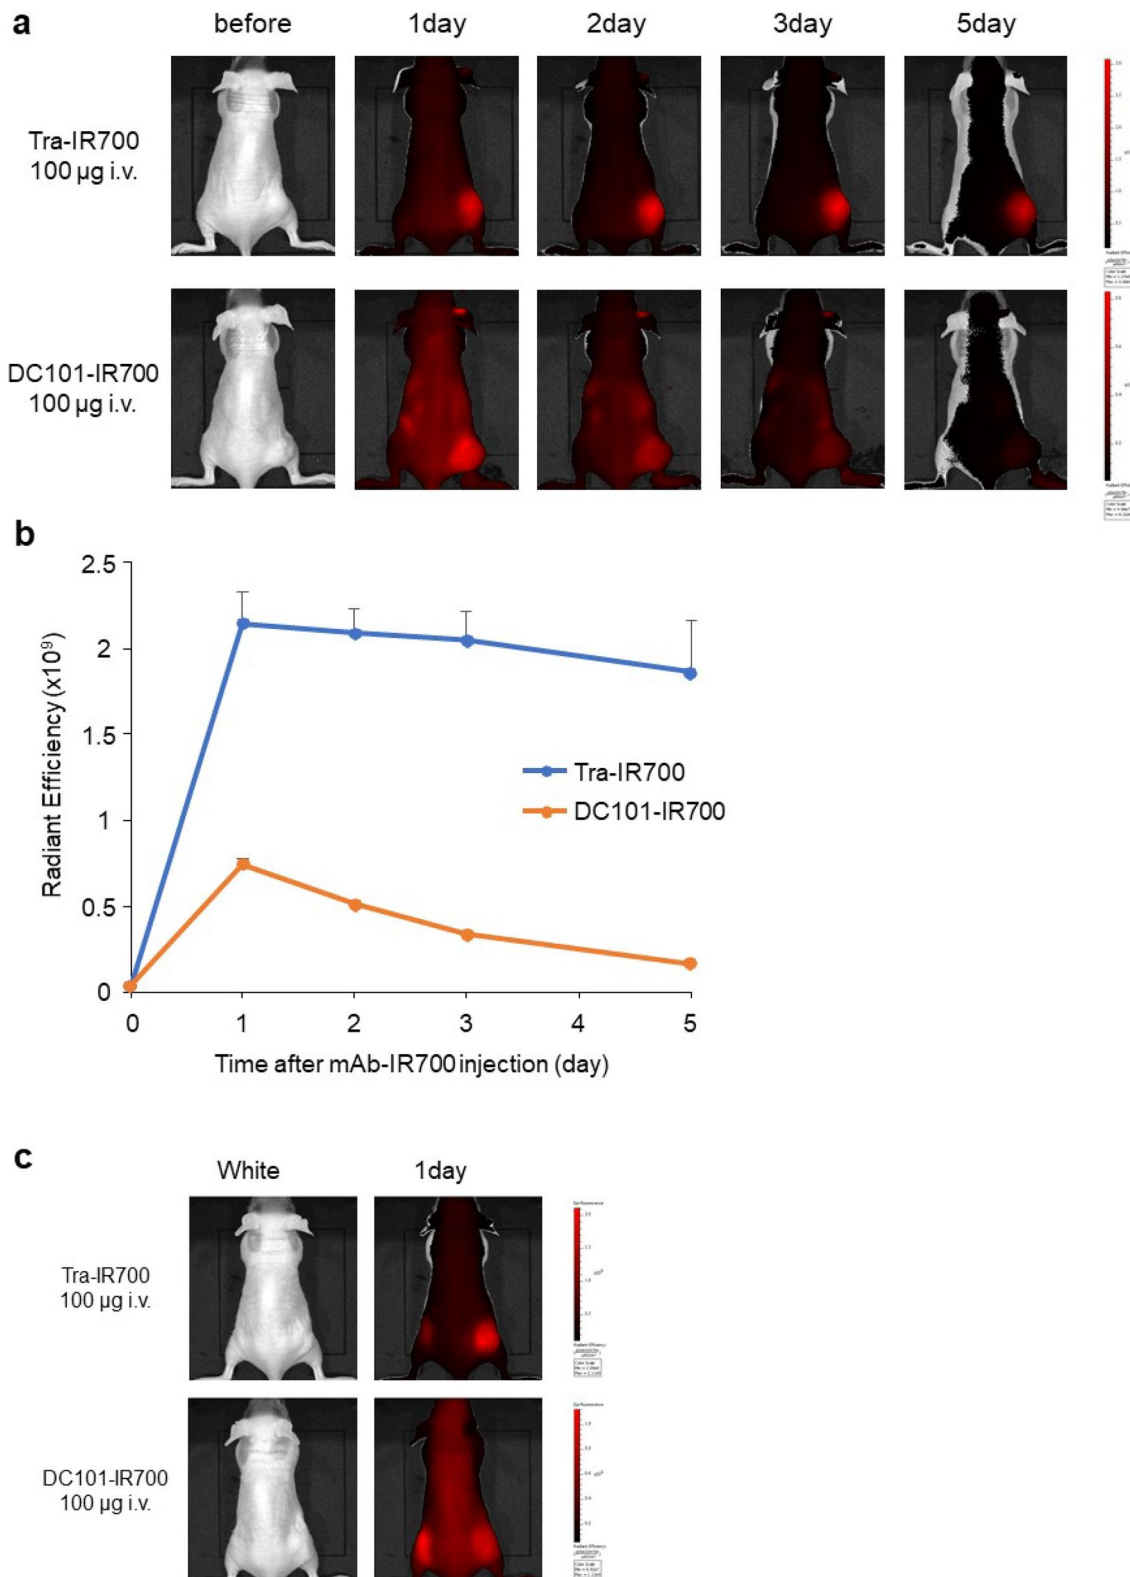 a
before 1day 2day 3day 5day
Tra-IR700
100 µg i.v.
DC101-IR700
100 µg i.v.
b
2.5
2
1.5
1
0.5
0
Radiant Efficiency (x10⁹)
Tra-IR700
DC101-IR700
0 1 2 3 4 5
Time after mAb-IR700 injection (day)
c
White 1day
Tra-IR700
100 µg i.v.
DC101-IR700
100 µg i.v.